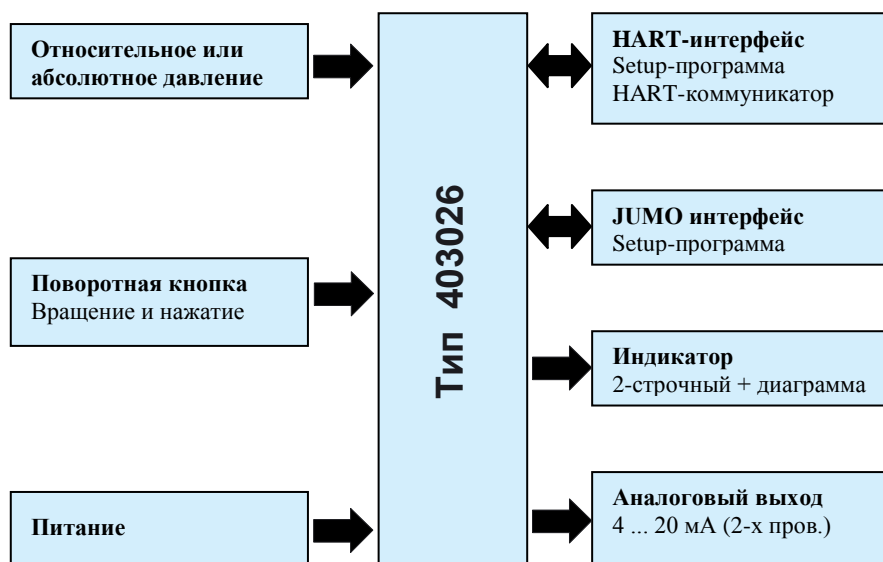 Относительное или
абсолютное давление
Поворотная кнопка
Вращение и нажатие
Питание
Тип 403026
HART-интерфейс
Setup-программа
HART-коммуникатор
JUMO интерфейс
Setup-программа
Индикатор
2-строчный + диаграмма
Аналоговый выход
4 ... 20 мА (2-х пров.)